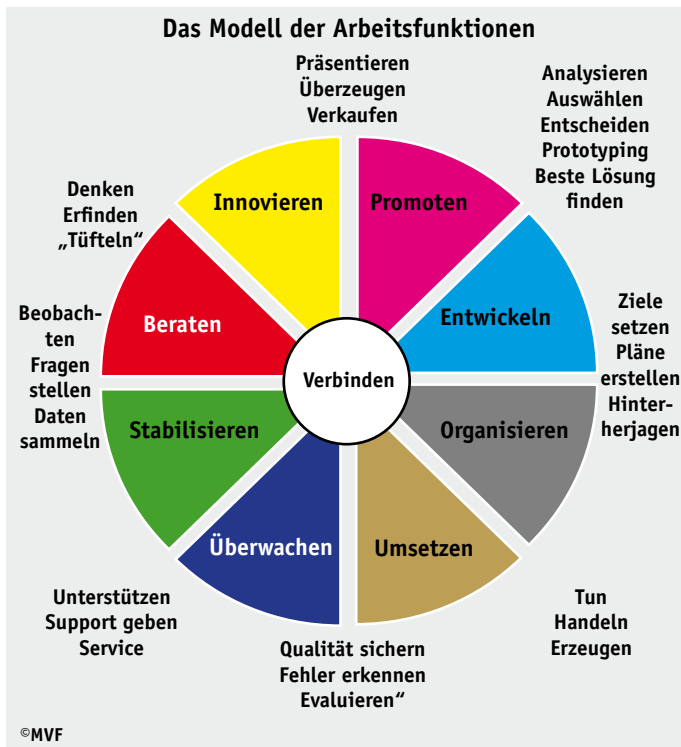 Das Modell der Arbeitsfunktionen
Präsentieren
Überzeugen
Verkaufen
Analysieren
Auswählen
Entscheiden
Prototyping
Beste Lösung
finden
Denken
Erfinden
„Tüfteln“
Innovieren
Promoten
Beraten
Entwickeln
Beobach-
ten
Fragen
stellen
Daten
sammeln
Ziele
setzen
Pläne
erstellen
Hinter-
herjagen
Verbinden
Stabilisieren
Organisieren
Überwachen
Umsetzen
Unterstützen
Support geben
Service
Qualität sichern
Fehler erkennen
Evaluieren“
Tun
Handeln
Erzeugen
©MVF